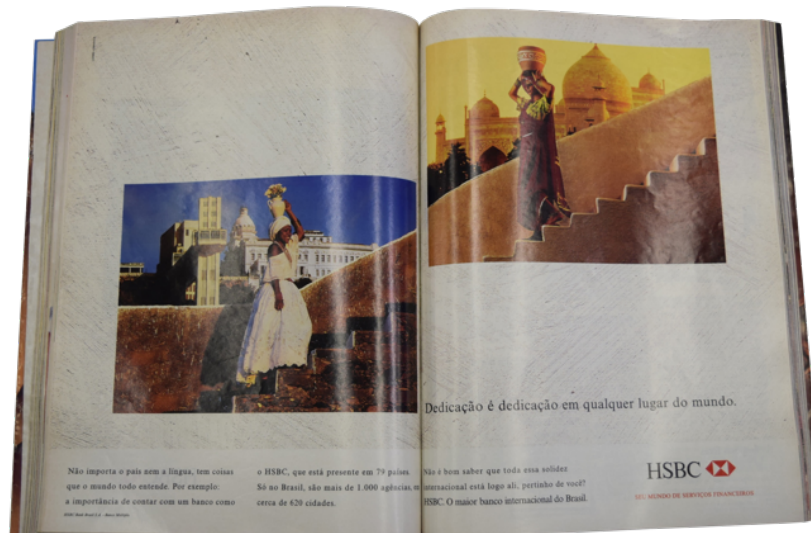 Dedicação é dedicação em qualquer lugar do mundo.
Não importa o país nem a língua, tem coisas
que o mundo todo entende. Por exemplo:
a importância de contar com um banco como
o HSBC, que está presente em 79 países.
Só no Brasil, são mais de 1.000 agências, em
cerca de 620 cidades.
Não é bom saber que toda essa solidez
internacional está logo ali, pertinho de você?
HSBC. O maior banco internacional do Brasil.
HSBC
SEU MUNDO DE SERVIÇOS FINANCEIROS